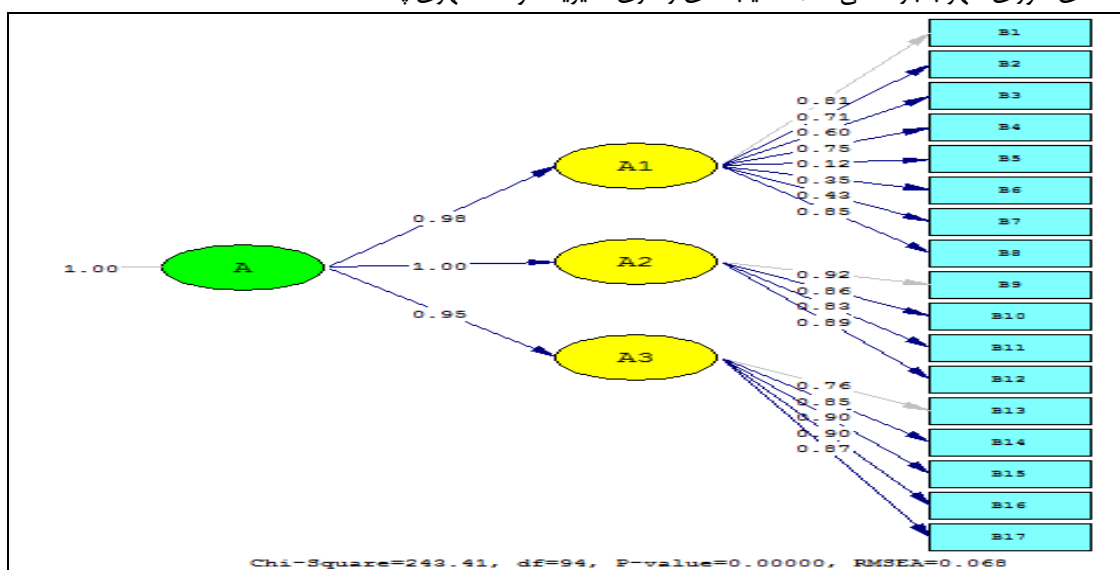 B1
B2
B3
B4
B5
B6
B7
B8
B9
B10
B11
B12
B13
B14
B15
B16
B17
0.81
0.71
0.60
0.75
0.12
0.35
0.43
0.85
0.92
0.86
0.83
0.89
0.76
0.85
0.90
0.90
0.87
A1
A2
A3
0.98
1.00
0.95
A
1.00
Chi-Square=243.41, df=94, P-value=0.00000, RMSEA=0.068